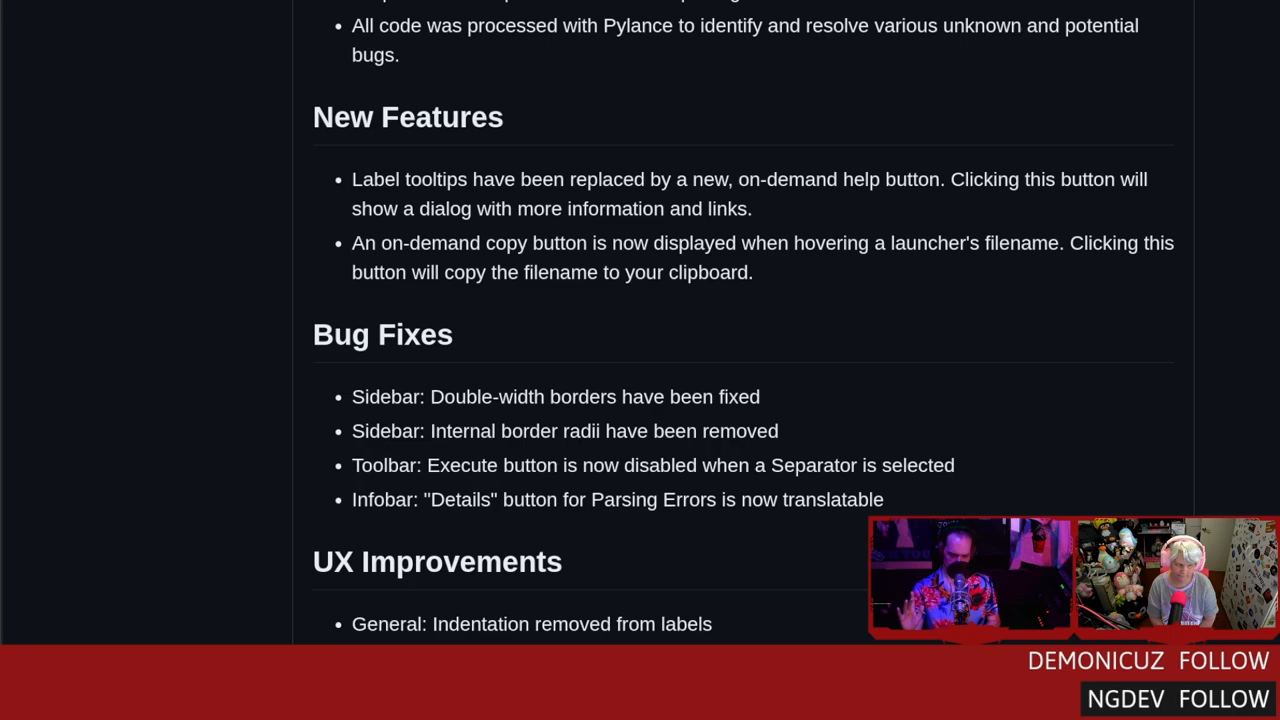 All code was processed with Pylance to identify and resolve various unknown and potential
bugs.
New Features
Label tooltips have been replaced by a new, on-demand help button. Clicking this button will
show a dialog with more information and links.
An on-demand copy button is now displayed when hovering a launcher's filename. Clicking this
button will copy the filename to your clipboard.
Bug Fixes
Sidebar: Double-width borders have been fixed
Sidebar: Internal border radii have been removed
Toolbar: Execute button is now disabled when a Separator is selected
Infobar: "Details" button for Parsing Errors is now translatable
UX Improvements
General: Indentation removed from labels
DEMONICUZ FOLLOW
NGDEV FOLLOW